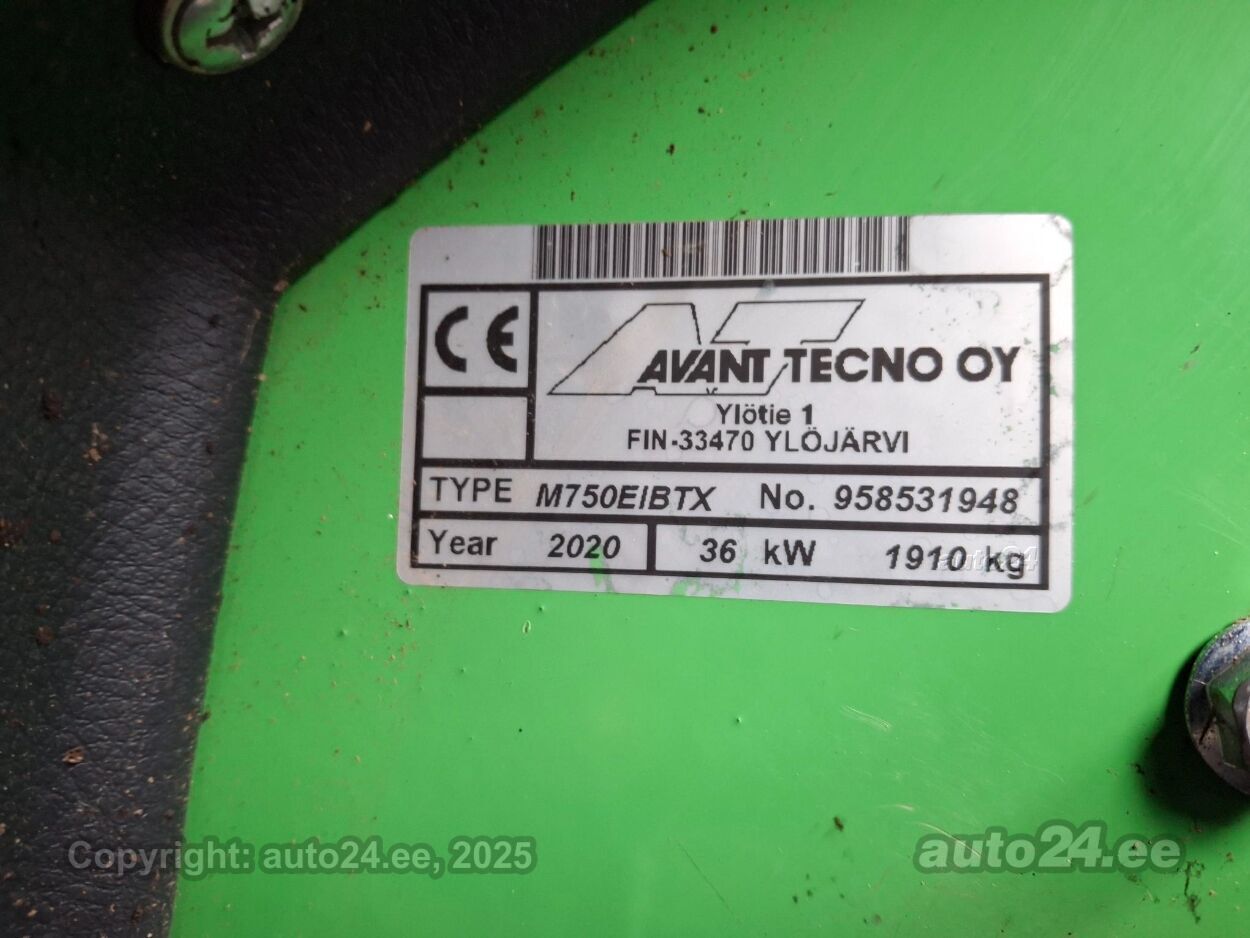 CE
AVANT TECNO OY
Ylötie 1
FIN-33470 YLÖJÄRVI
TYPE M750EIBTX No. 958531948
Year 2020 36 kW 1910 kg
auto24
Copyright: auto24.ee, 2025
auto24.ee